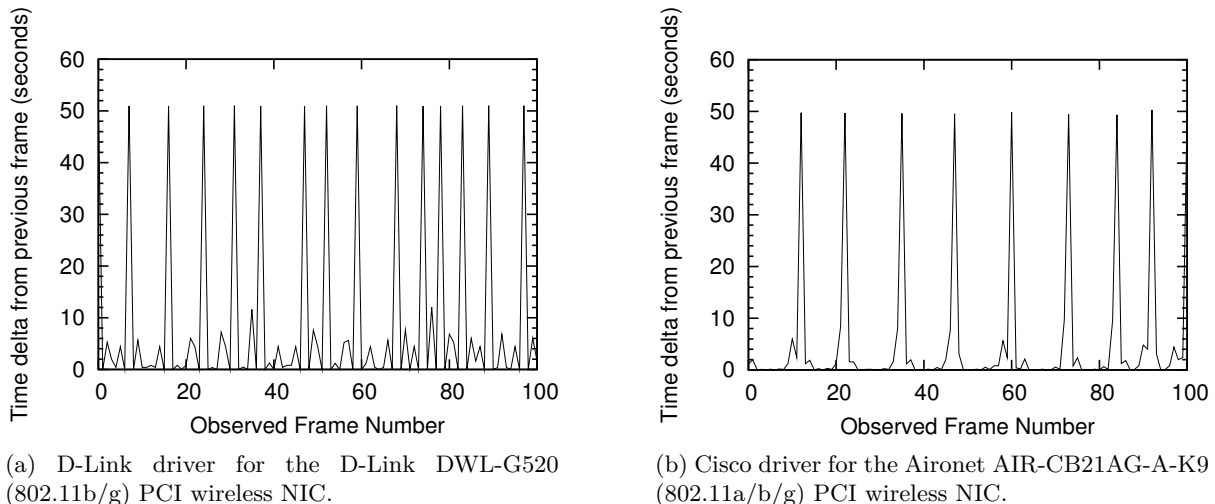 Time delta from previous frame (seconds)
60
50
40
30
20
10
0
0 20 40 60 80 100
Observed Frame Number
(a) D-Link driver for the D-Link DWL-G520
(802.11b/g) PCI wireless NIC.
Time delta from previous frame (seconds)
60
50
40
30
20
10
0
0 20 40 60 80 100
Observed Frame Number
(b) Cisco driver for the Aironet AIR-CB21AG-A-K9
(802.11a/b/g) PCI wireless NIC.